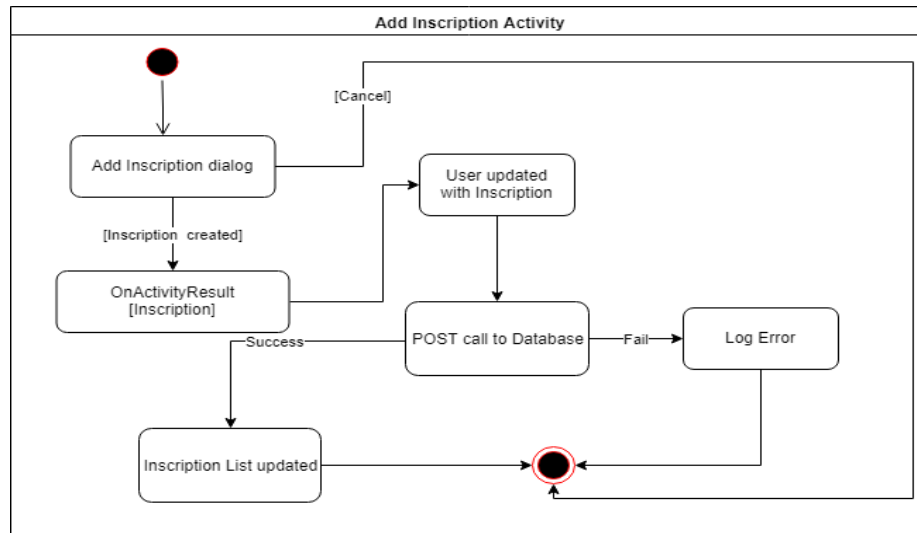 Add Inscription Activity
[Cancel]
Add Inscription dialog
User updated
with Inscription
[Inscription created]
OnActivityResult
[Inscription]
POST call to Database
Fail
Log Error
Success
Inscription List updated